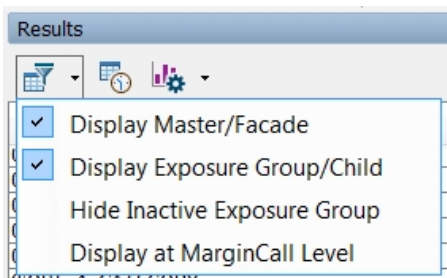 Results
Display Master/Facade
Display Exposure Group/Child
Hide Inactive Exposure Group
Display at MarginCall Level